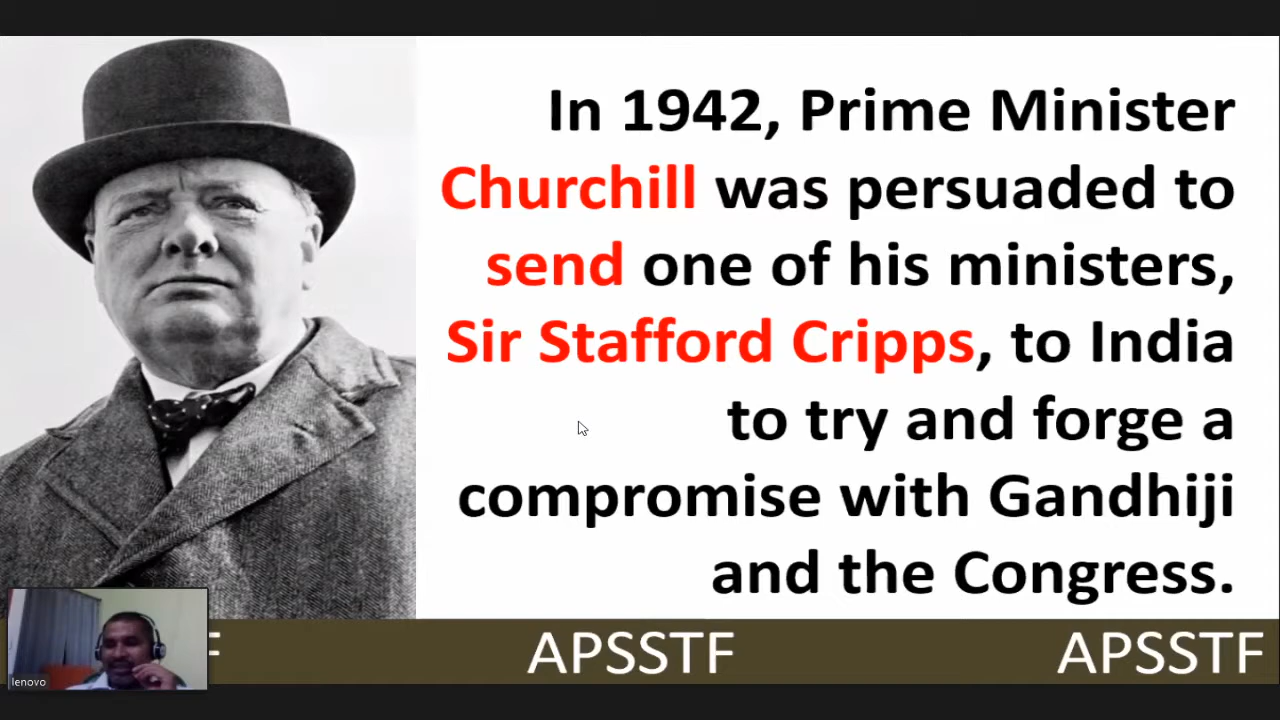 In 1942, Prime Minister
Churchill was persuaded to
send one of his ministers,
Sir Stafford Cripps, to India
to try and forge a
compromise with Gandhiji
and the Congress.
F APSSTF APSSTF
lenovo